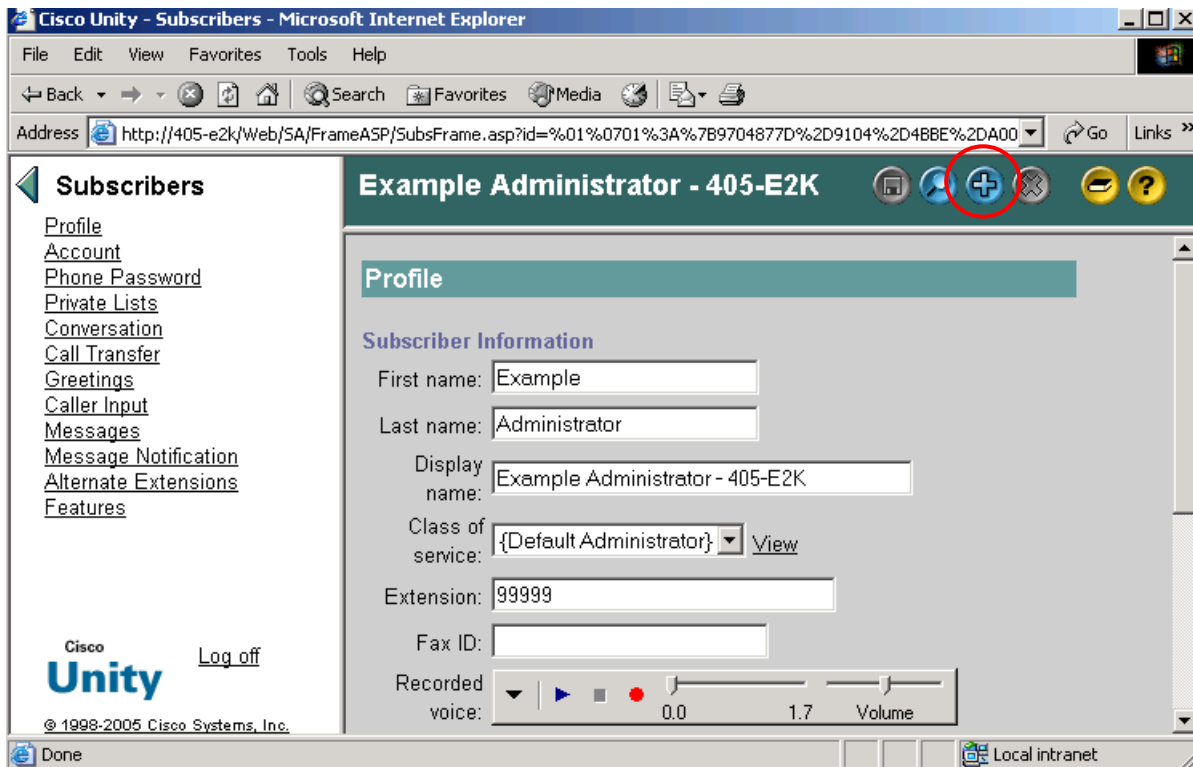 Cisco Unity - Subscribers - Microsoft Internet Explorer
File Edit View Favorites Tools Help
Back Search Favorites Media
Address http://405-e2k/Web/SA/FrameASP/SubsFrame.asp?id=%01%0701%3A%7B9704877D%2D9104%2D4BBE%2DA00 Go Links »
Subscribers
Profile
Account
Phone Password
Private Lists
Conversation
Call Transfer
Greetings
Caller Input
Messages
Message Notification
Alternate Extensions
Features
Cisco
Unity
Log off
© 1998-2005 Cisco Systems, Inc.
Example Administrator - 405-E2K ?
Profile
Subscriber Information
First name: Example
Last name: Administrator
Display name: Example Administrator - 405-E2K
Class of service: {Default Administrator} View
Extension: 99999
Fax ID:
Recorded voice:
0.0 1.7 Volume
Done Local intranet